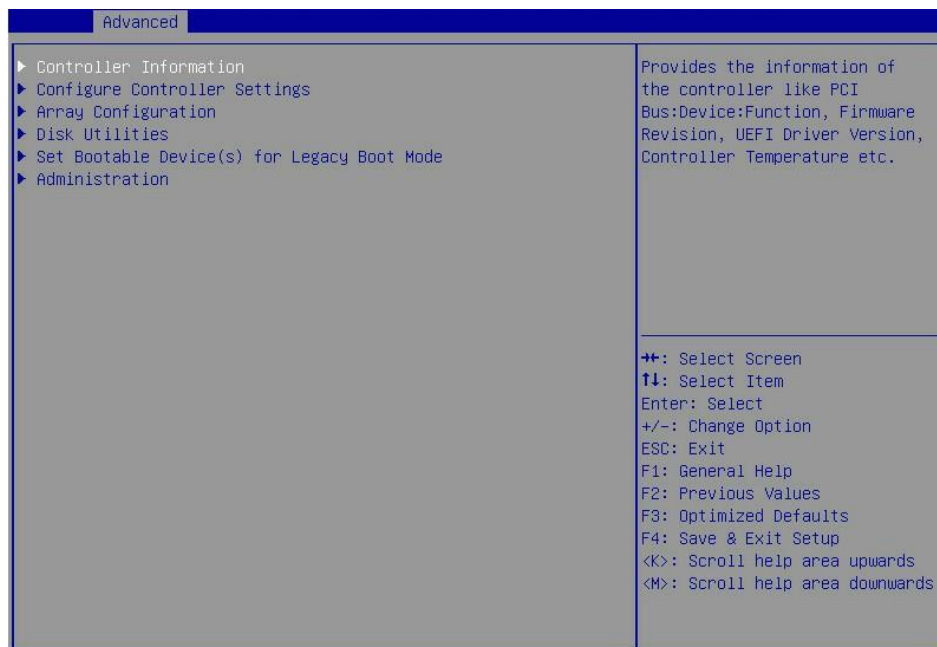 Advanced
Controller Information
Configure Controller Settings
Array Configuration
Disk Utilities
Set Bootable Device(s) for Legacy Boot Mode
Administration
Provides the information of
the controller like PCI
Bus:Device:Function, Firmware
Revision, UEFI Driver Version,
Controller Temperature etc.
→←: Select Screen
↑↓: Select Item
Enter: Select
+/-: Change Option
ESC: Exit
F1: General Help
F2: Previous Values
F3: Optimized Defaults
F4: Save & Exit Setup
<K>: Scroll help area upwards
<M>: Scroll help area downwards